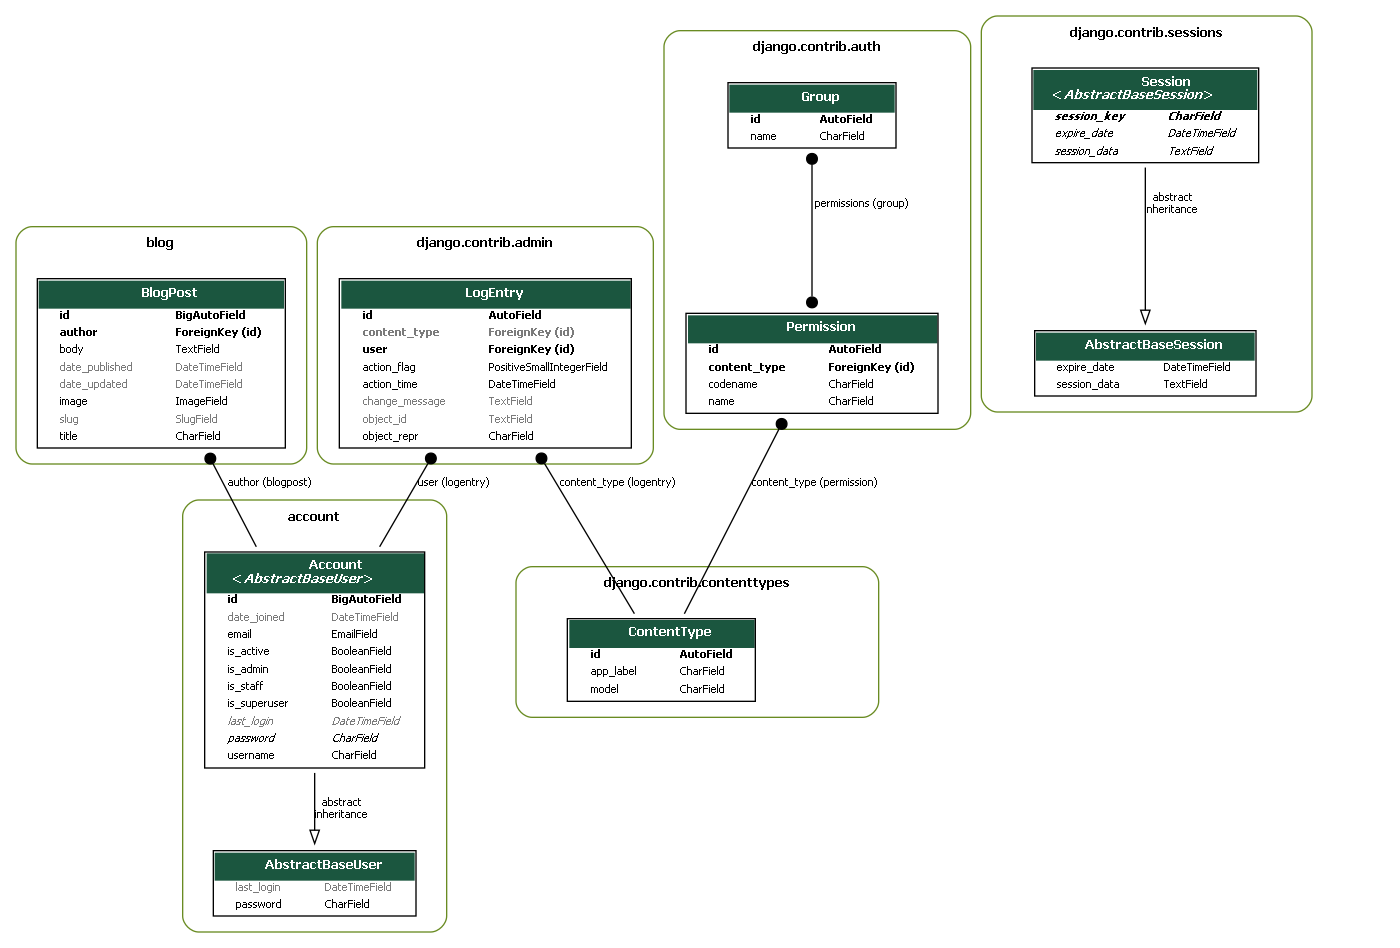 django.contrib.sessions
Session
<AbstractBaseSession>
session_key CharField
expire_date DateTimeField
session_data TextField
abstract
inheritance
AbstractBaseSession
expire_date DateTimeField
session_data TextField
django.contrib.auth
Group
id AutoField
name CharField
permissions (group)
Permission
id AutoField
content_type ForeignKey (id)
codename CharField
name CharField
blog
BlogPost
id BigAutoField
author ForeignKey (id)
body TextField
date_published DateTimeField
date_updated DateTimeField
image ImageField
slug SlugField
title CharField
django.contrib.admin
LogEntry
id AutoField
content_type ForeignKey (id)
user ForeignKey (id)
action_flag PositiveSmallIntegerField
action_time DateTimeField
change_message TextField
object_id TextField
object_repr CharField
author (blogpost)
user (logentry)
content_type (logentry)
content_type (permission)
account
Account
<AbstractBaseUser>
id BigAutoField
date_joined DateTimeField
email EmailField
is_active BooleanField
is_admin BooleanField
is_staff BooleanField
is_superuser BooleanField
last_login DateTimeField
password CharField
username CharField
abstract
inheritance
AbstractBaseUser
last_login DateTimeField
password CharField
django.contrib.contenttypes
ContentType
id AutoField
app_label CharField
model CharField